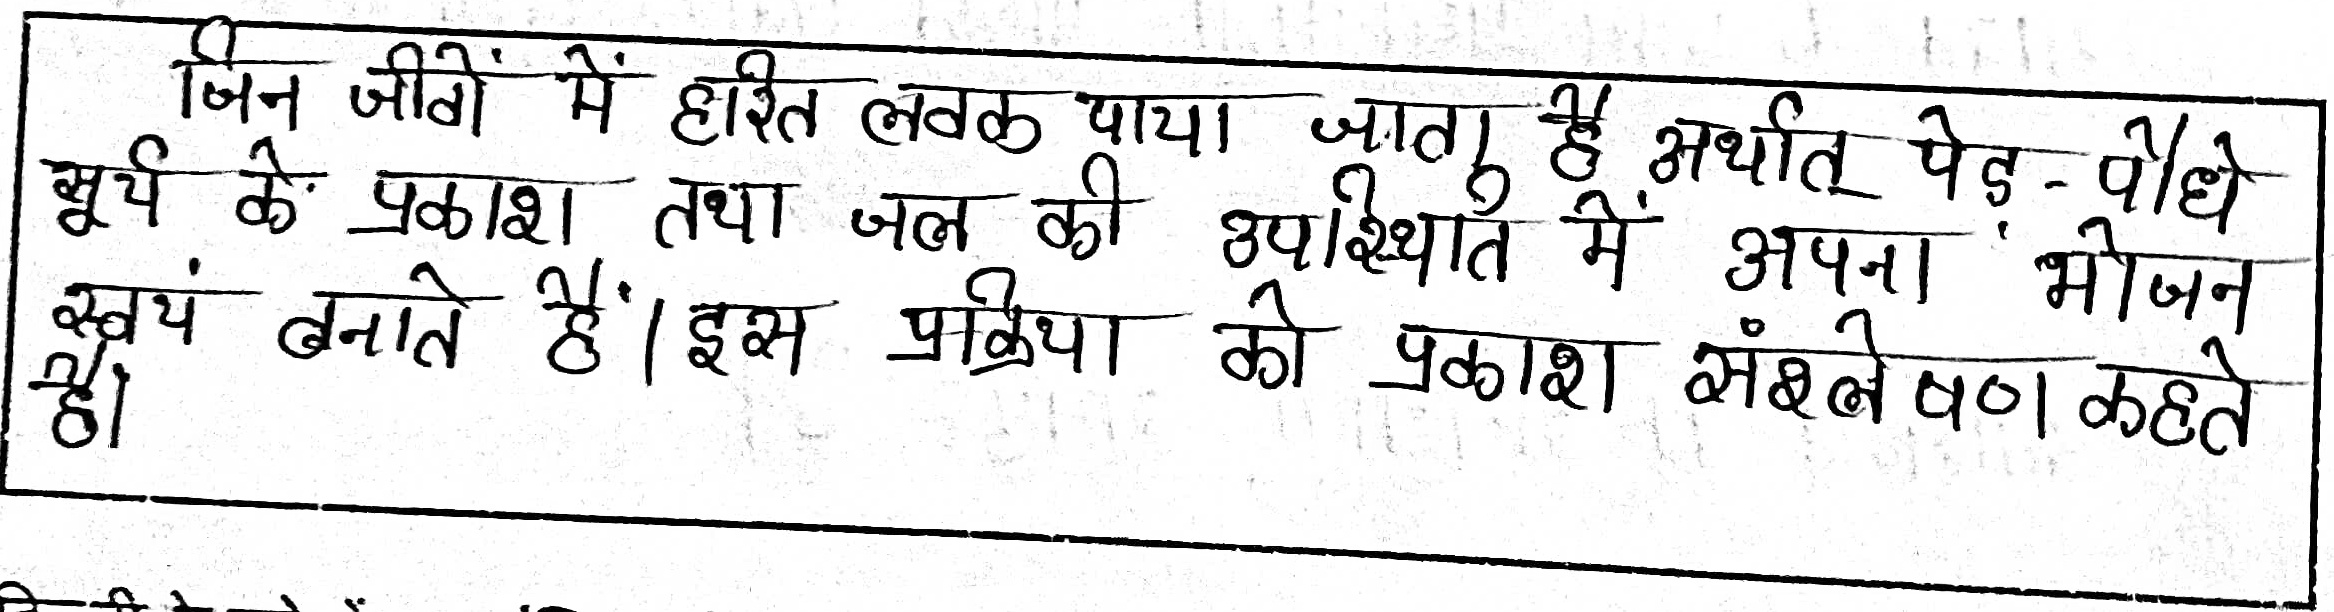 जिन जीवों में हरित लवक पाया जाता है अर्थात् पेड़-पौधे
सूर्य के प्रकाश तथा जल की उपस्थिति में अपना भोजन
स्वयं बनाते हैं। इस प्रक्रिया को प्रकाश संश्लेषण कहते
हैं।